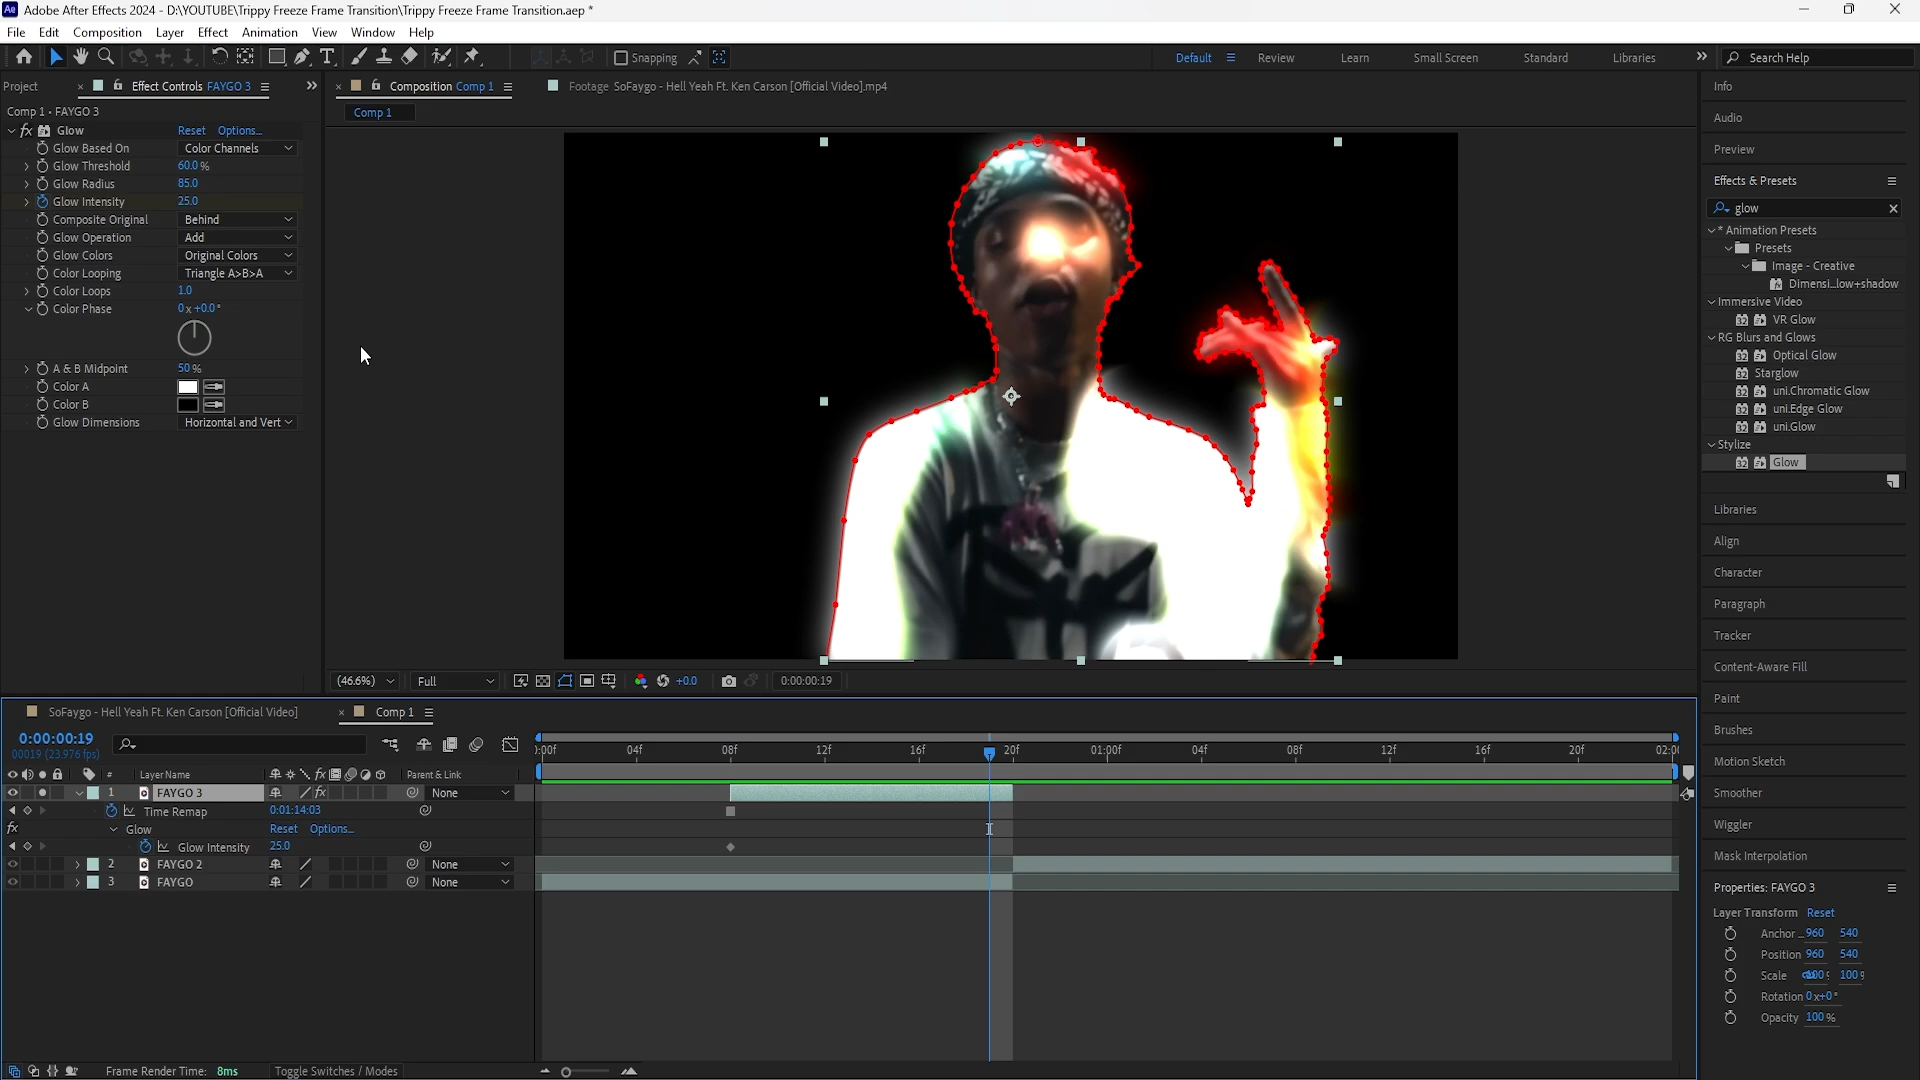 Adobe After Effects 2024 - D:\YOUTUBE\Trippy Freeze Frame Transition\Trippy Freeze Frame Transition.aep *
File Edit Composition Layer Effect Animation View Window Help
Snapping Default Review Learn Small Screen Standard Libraries Search Help
Project Effect Controls FAYGO 3
Comp 1 • FAYGO 3
Glow Reset Options...
Glow Based On Color Channels
Glow Threshold 60.0 %
Glow Radius 85.0
Glow Intensity 25.0
Composite Original Behind
Glow Operation Add
Glow Colors Original Colors
Color Looping Triangle A>B>A
Color Loops 1.0
Color Phase 0 x +0.0 °
A & B Midpoint 50 %
Color A
Color B
Glow Dimensions Horizontal and Vert
Composition Comp 1 Footage SoFaygo - Hell Yeah Ft. Ken Carson [Official Video].mp4
Comp 1
(46.6%) Full +0.0 0:00:00:19
Info
Audio
Preview
Effects & Presets
glow
* Animation Presets
Presets
Image - Creative
Dimensi...low+shadow
Immersive Video
VR Glow
RG Blurs and Glows
Optical Glow
Starglow
uni.Chromatic Glow
uni.Edge Glow
uni.Glow
Stylize
Glow
Libraries
Align
Character
Paragraph
Tracker
Content-Aware Fill
Paint
Brushes
Motion Sketch
Smoother
Wiggler
Mask Interpolation
Properties: FAYGO 3
Layer Transform Reset
Anchor ... 960 540
Position 960 540
Scale 100 % 100 %
Rotation 0 x +0 °
Opacity 100 %
SoFaygo - Hell Yeah Ft. Ken Carson [Official Video] Comp 1
0:00:00:19
00019 (23.976 fps)
:00f 04f 08f 12f 16f 20f 01:00f 04f 08f 12f 16f 20f 02:0
# Layer Name Parent & Link
1 FAYGO 3 None
Time Remap 0:01:14:03
Glow Reset Options...
Glow Intensity 25.0
2 FAYGO 2 None
3 FAYGO None
Frame Render Time: 8ms Toggle Switches / Modes